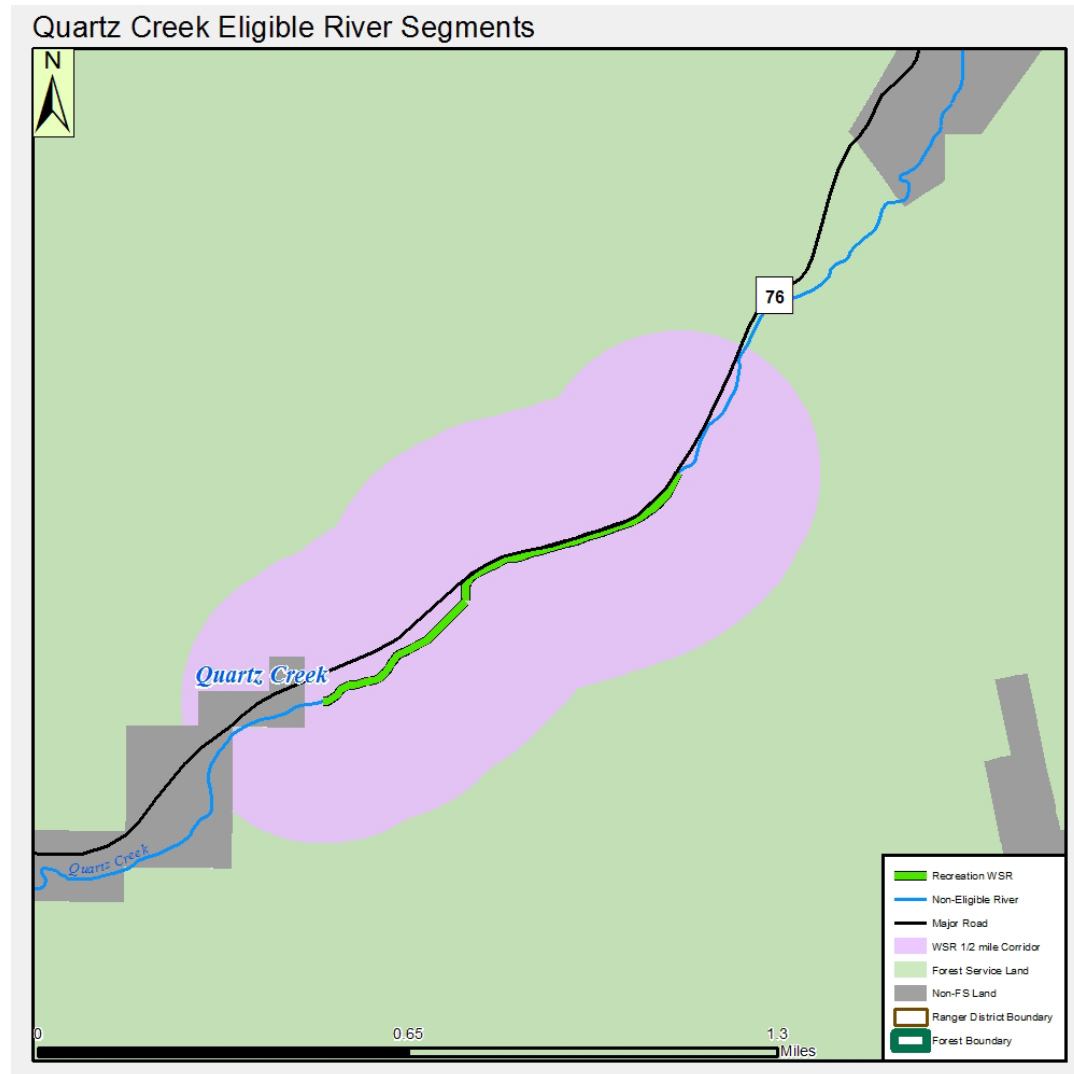 Quartz Creek Eligible River Segments
N
76
Quartz Creek
Quartz Creek
Recreation WSR
Non-Eligible River
Major Road
WSR 1/2 mile Corridor
Forest Service Land
Non-FS Land
Ranger District Boundary
Forest Boundary
0 0.65 1.3
Miles